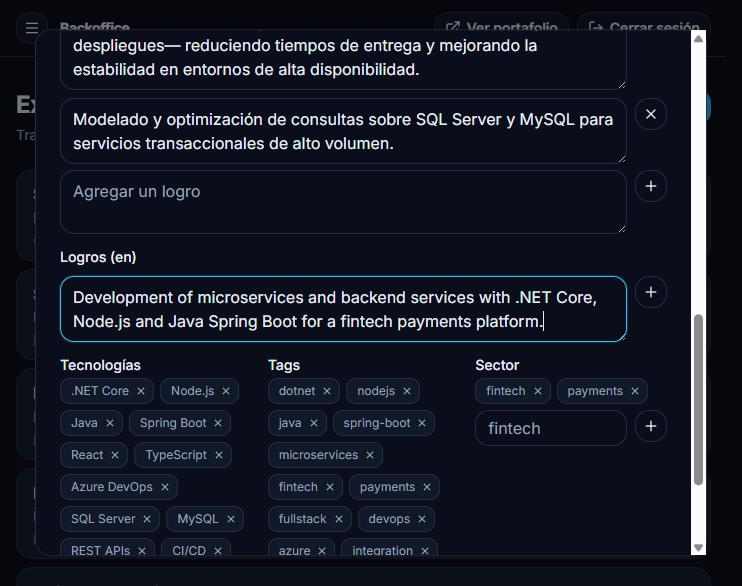 Backoffice
Ver portafolio
Cerrar sesión
despliegues— reduciendo tiempos de entrega y mejorando la
estabilidad en entornos de alta disponibilidad.
Modelado y optimización de consultas sobre SQL Server y MySQL para
servicios transaccionales de alto volumen.
Agregar un logro
Logros (en)
Development of microservices and backend services with .NET Core,
Node.js and Java Spring Boot for a fintech payments platform.
Tecnologías
.NET Core × Node.js ×
Java × Spring Boot ×
React × TypeScript ×
Azure DevOps ×
SQL Server × MySQL ×
REST APIs × CI/CD ×
Tags
dotnet × nodejs ×
java × spring-boot ×
microservices ×
fintech × payments ×
fullstack × devops ×
azure × integration ×
Sector
fintech × payments ×
fintech